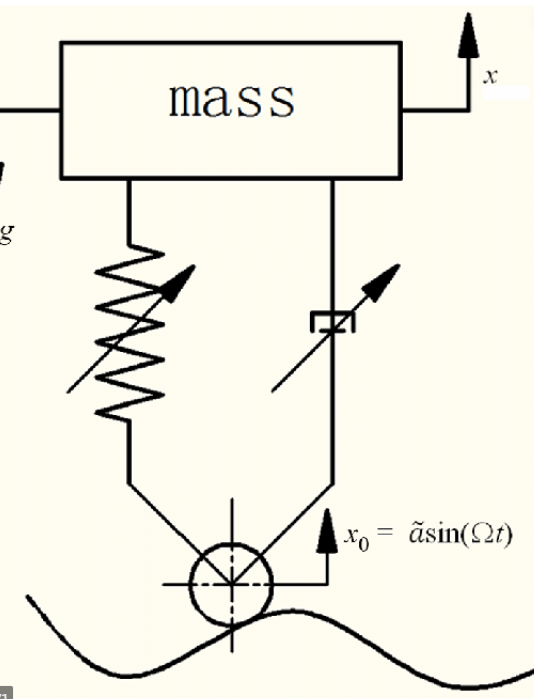 mass
x
g
x₀ = ãsin(Ωt)